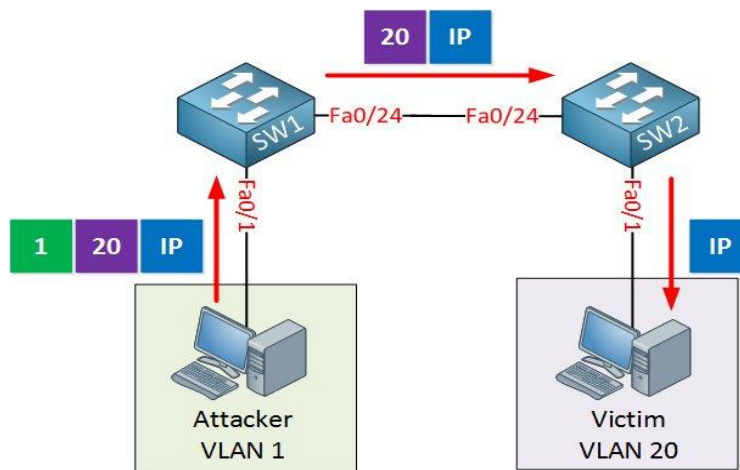 20 IP
SW1
Fa0/24
Fa0/24
SW2
Fa0/1
Fa0/1
1 20 IP
IP
Attacker
VLAN 1
Victim
VLAN 20